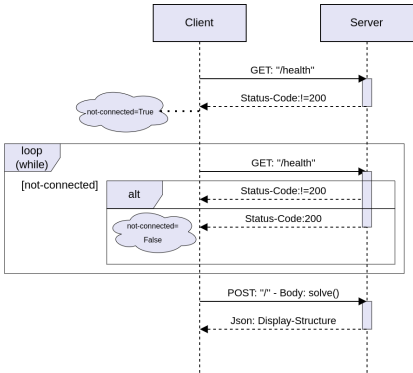 Client
Server
GET: "/health"
Status-Code:!=200
not-connected=True
loop
(while)
GET: "/health"
[not-connected]
alt
Status-Code:!=200
Status-Code:200
not-connected=
False
POST: "/" - Body: solve()
Json: Display-Structure